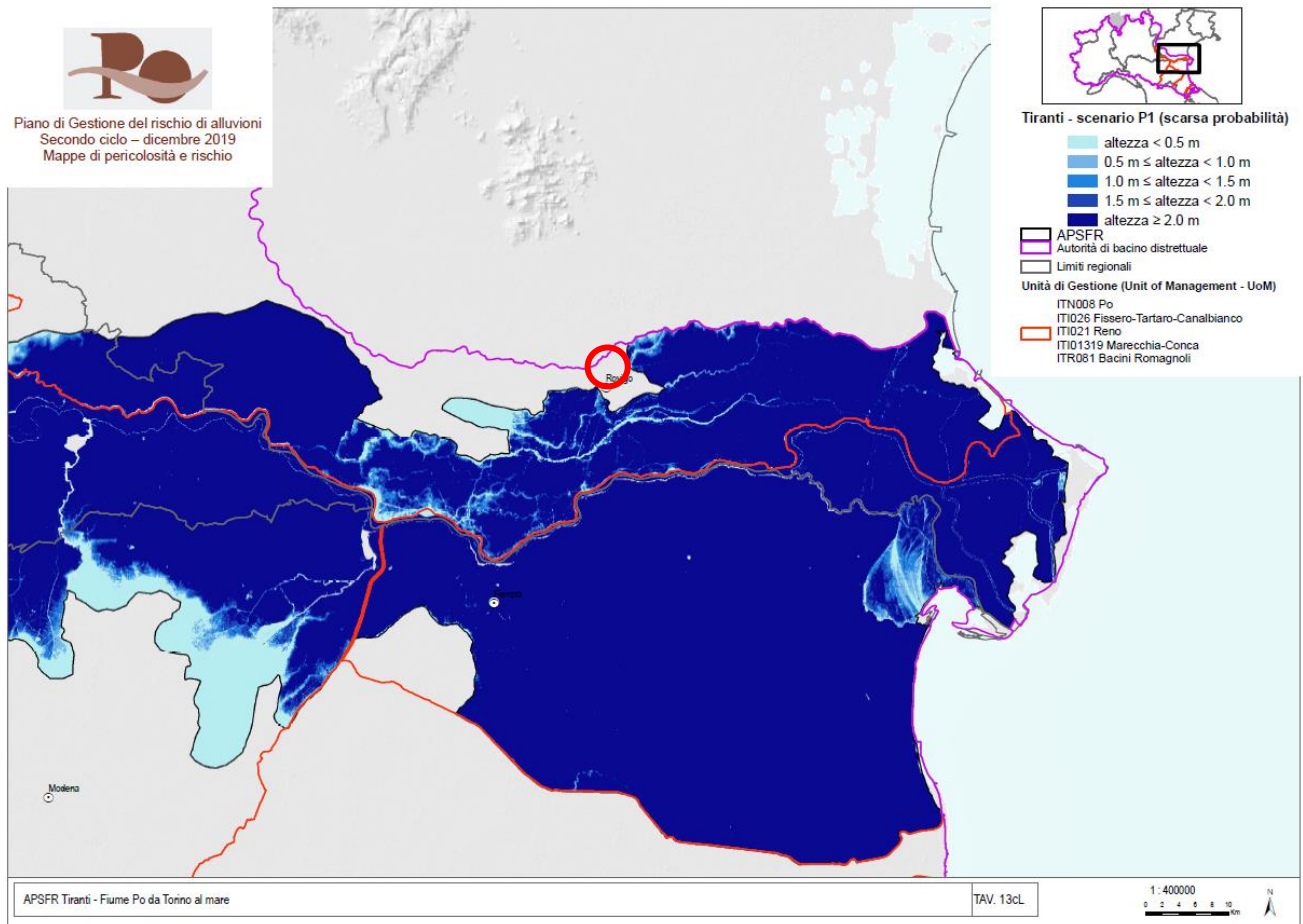 Po
Piano di Gestione del rischio di alluvioni
Secondo ciclo – dicembre 2019
Mappe di pericolosità e rischio
Tiranti - scenario P1 (scarsa probabilità)
altezza < 0.5 m
0.5 m ≤ altezza < 1.0 m
1.0 m ≤ altezza < 1.5 m
1.5 m ≤ altezza < 2.0 m
altezza ≥ 2.0 m
APSFR
Autorità di bacino distrettuale
Limiti regionali
Unità di Gestione (Unit of Management - UoM)
ITN008 Po
ITI026 Fissero-Tartaro-Canalbianco
ITI021 Reno
ITI01319 Marecchia-Conca
ITR081 Bacini Romagnoli
Rovigo
Ferrara
Modena
APSFR Tiranti - Fiume Po da Torino al mare
TAV. 13cL
1 : 400000
0 2 4 6 8 10
Km
N